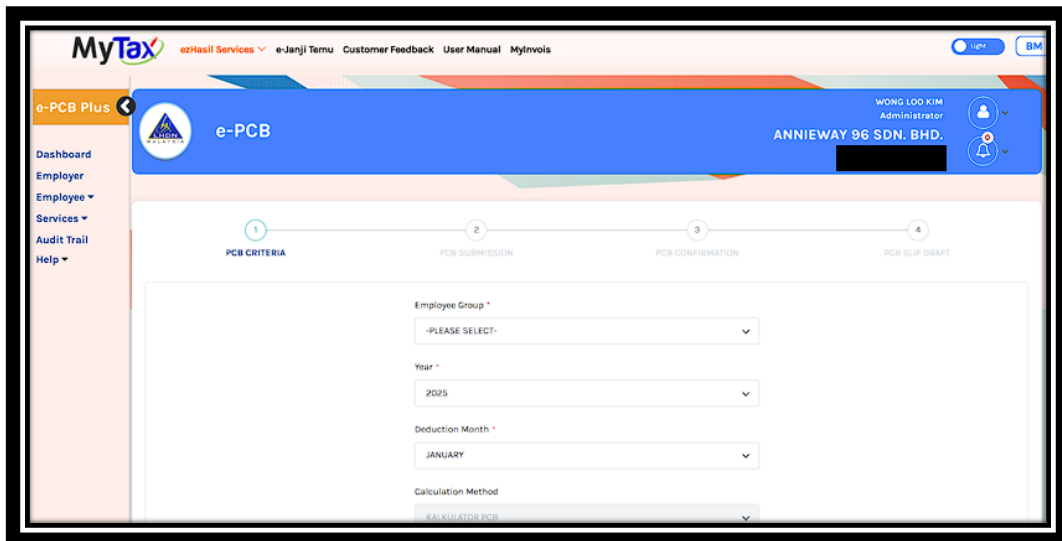 MyTax ezHasil Services e-Janji Temu Customer Feedback User Manual MyInvois Light BM
e-PCB Plus
LHDN
MALAYSIA
e-PCB
WONG LOO KIM
Administrator
ANNIEWAY 96 SDN. BHD.
0
Dashboard
Employer
Employee
Services
Audit Trail
Help
1 2 3 4
PCB CRITERIA PCB SUBMISSION PCB CONFIRMATION PCB SLIP DRAFT
Employee Group *
-PLEASE SELECT-
Year *
2025
Deduction Month *
JANUARY
Calculation Method
KALKULATOR PCB